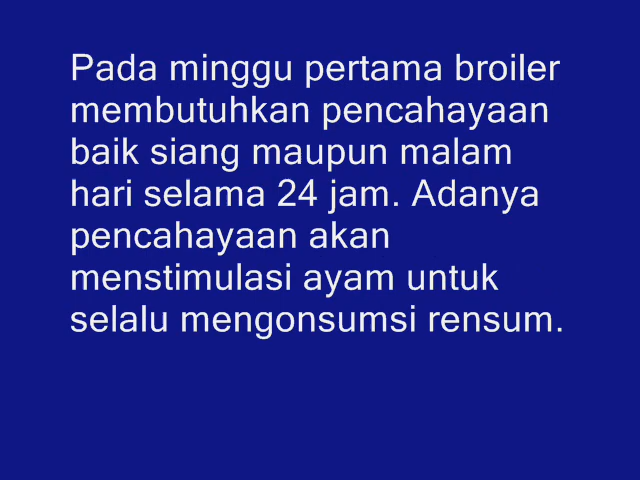 Pada minggu pertama broiler
membutuhkan pencahayaan
baik siang maupun malam
hari selama 24 jam. Adanya
pencahayaan akan
menstimulasi ayam untuk
selalu mengonsumsi rensum.